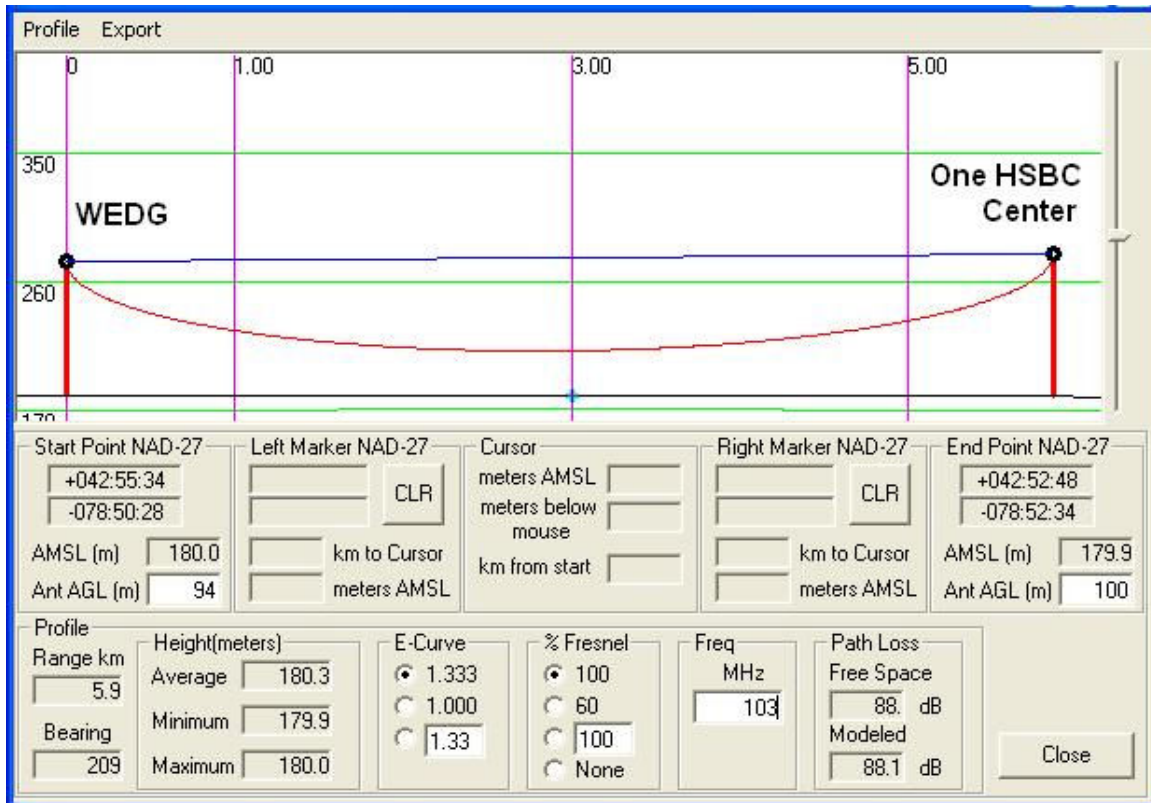 Profile Export
0 1.00 3.00 5.00
350
WEDG
One HSBC
Center
260
170
Start Point NAD-27
+042:55:34
-078:50:28
AMSL (m) 180.0
Ant AGL (m) 94
Left Marker NAD-27
CLR
km to Cursor
meters AMSL
Cursor
meters AMSL
meters below
mouse
km from start
Right Marker NAD-27
CLR
km to Cursor
meters AMSL
End Point NAD-27
+042:52:48
-078:52:34
AMSL (m) 179.9
Ant AGL (m) 100
Profile
Range km
5.9
Bearing
209
Height(meters)
Average 180.3
Minimum 179.9
Maximum 180.0
E-Curve
1.333
1.000
1.33
% Fresnel
100
60
100
None
Freq
MHz
103
Path Loss
Free Space
88. dB
Modeled
88.1 dB
Close